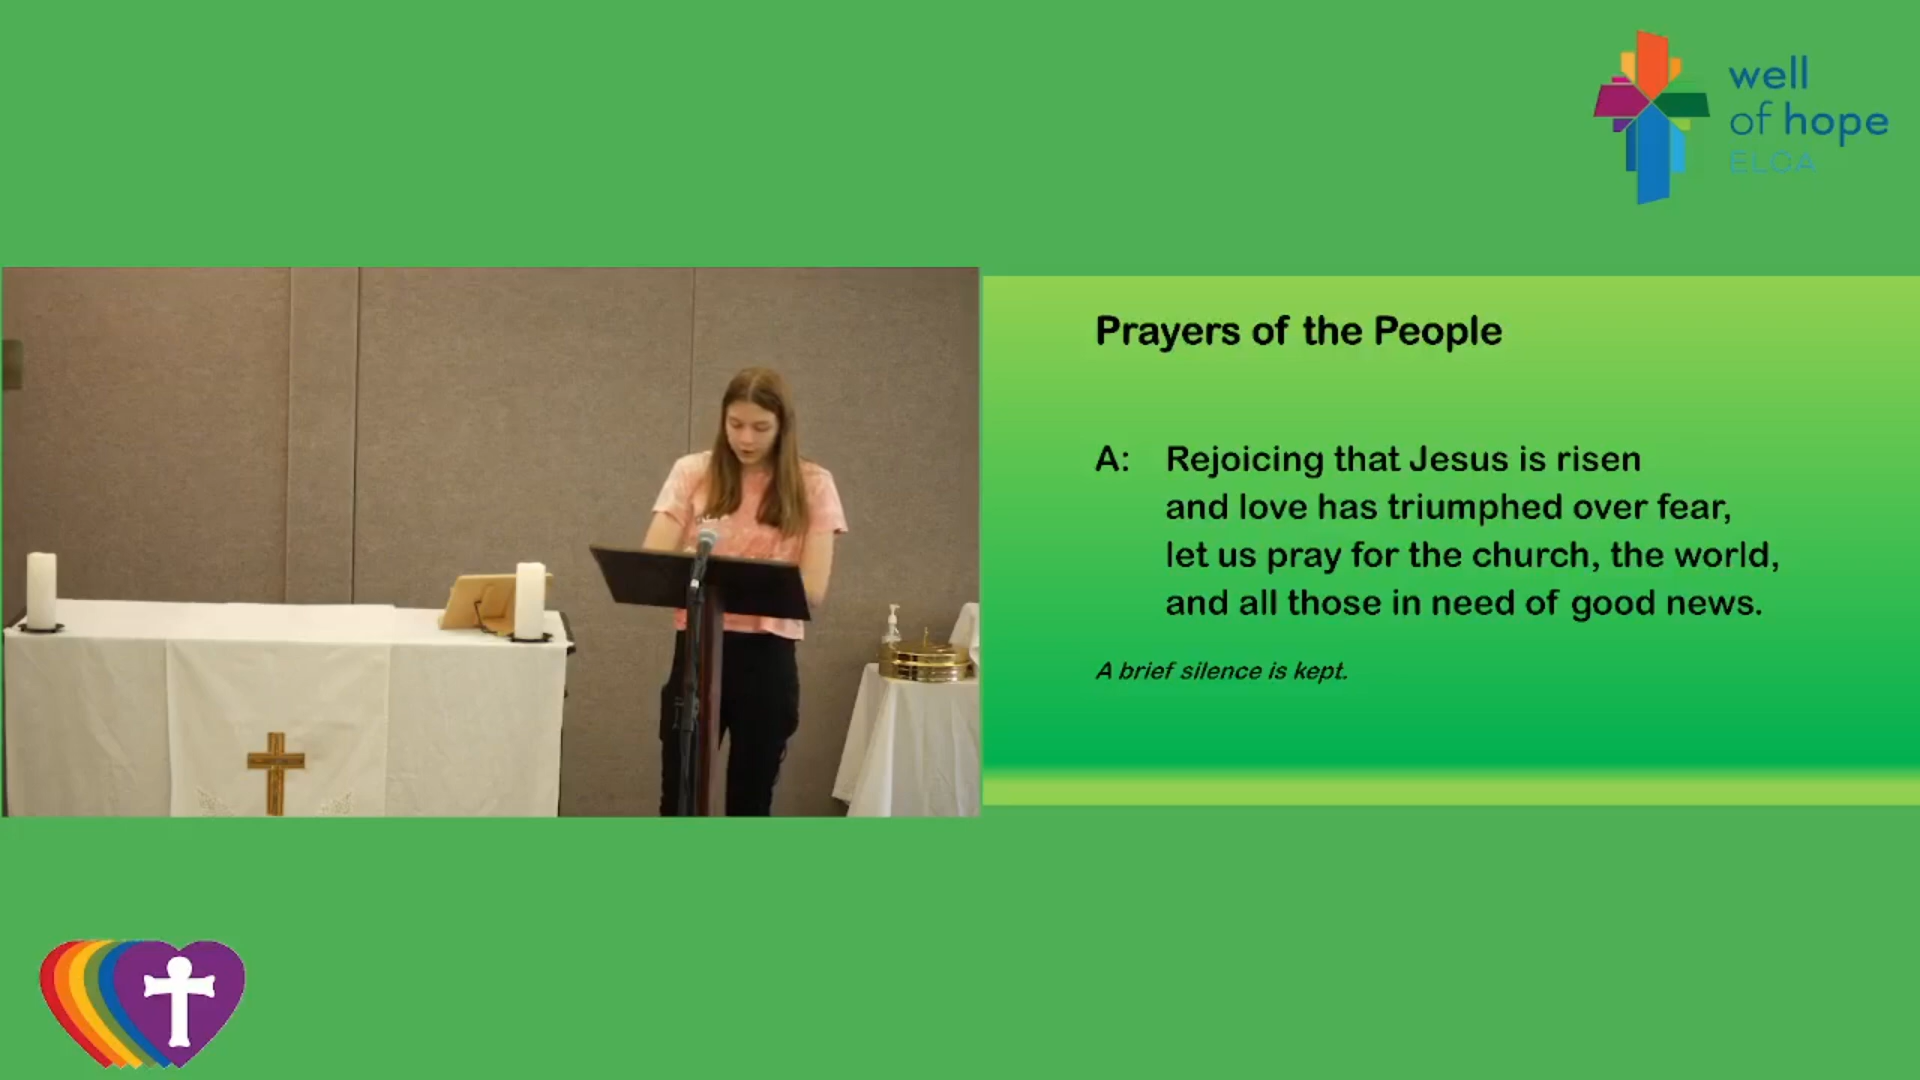 well
of hope
ELCA
Prayers of the People
A: Rejoicing that Jesus is risen
and love has triumphed over fear,
let us pray for the church, the world,
and all those in need of good news.
A brief silence is kept.